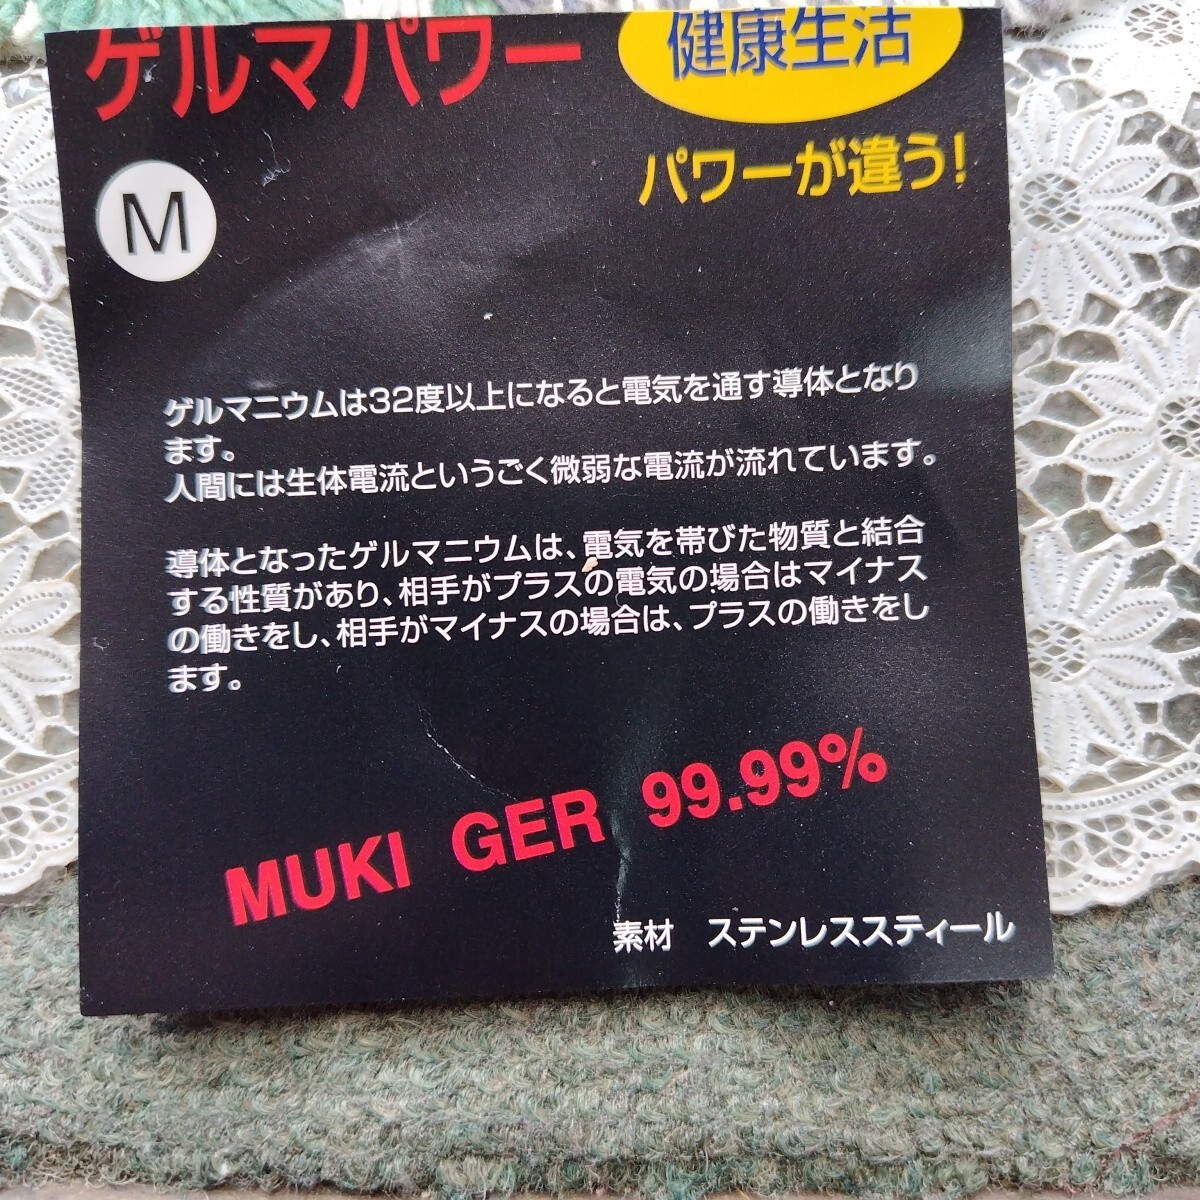 ゲルマパワー
健康生活
パワーが違う!
M
ゲルマニウムは32度以上になると電気を通す導体となり
ます。
人間には生体電流というごく微弱な電流が流れています。
導体となったゲルマニウムは、電気を帯びた物質と結合
する性質があり、相手がプラスの電気の場合はマイナス
の働きをし、相手がマイナスの場合は、プラスの働きをし
ます。
MUKI GER 99.99%
素材 ステンレススティール